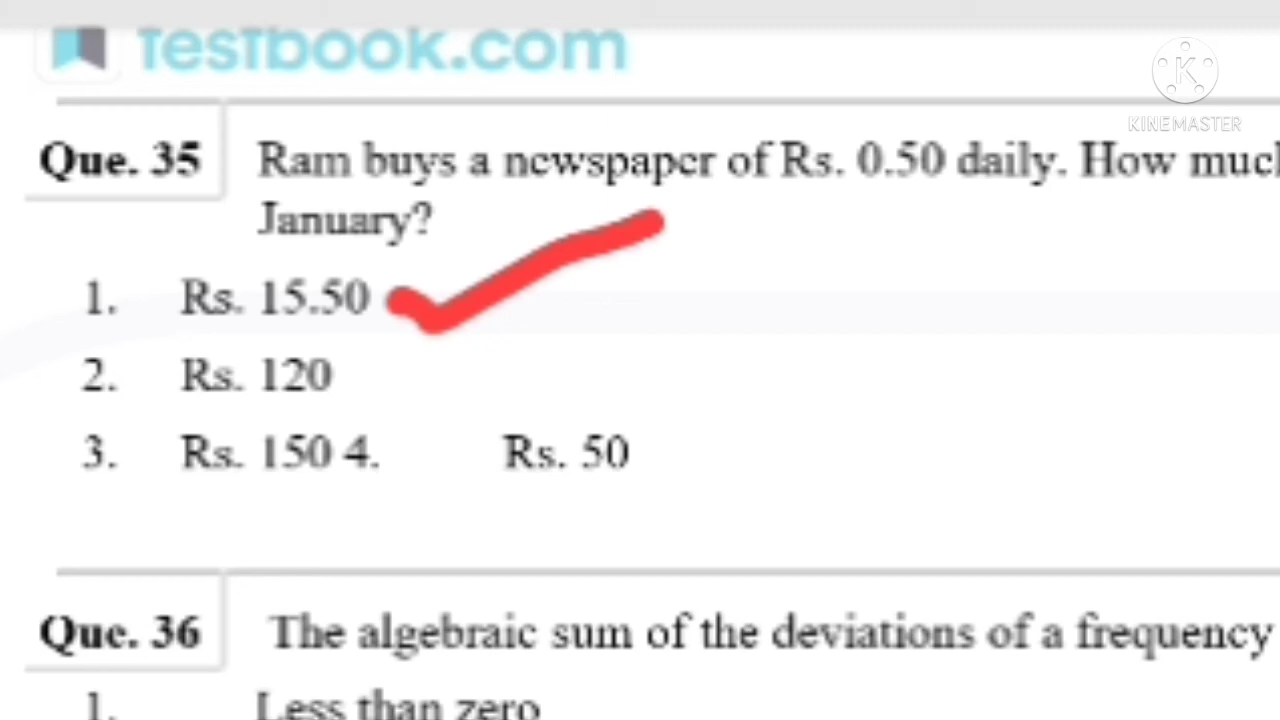 testbook.com
K
KINEMASTER
Que. 35 Ram buys a newspaper of Rs. 0.50 daily. How much
January?
1. Rs. 15.50
2. Rs. 120
3. Rs. 150 4. Rs. 50
Que. 36 The algebraic sum of the deviations of a frequency
1. Less than zero